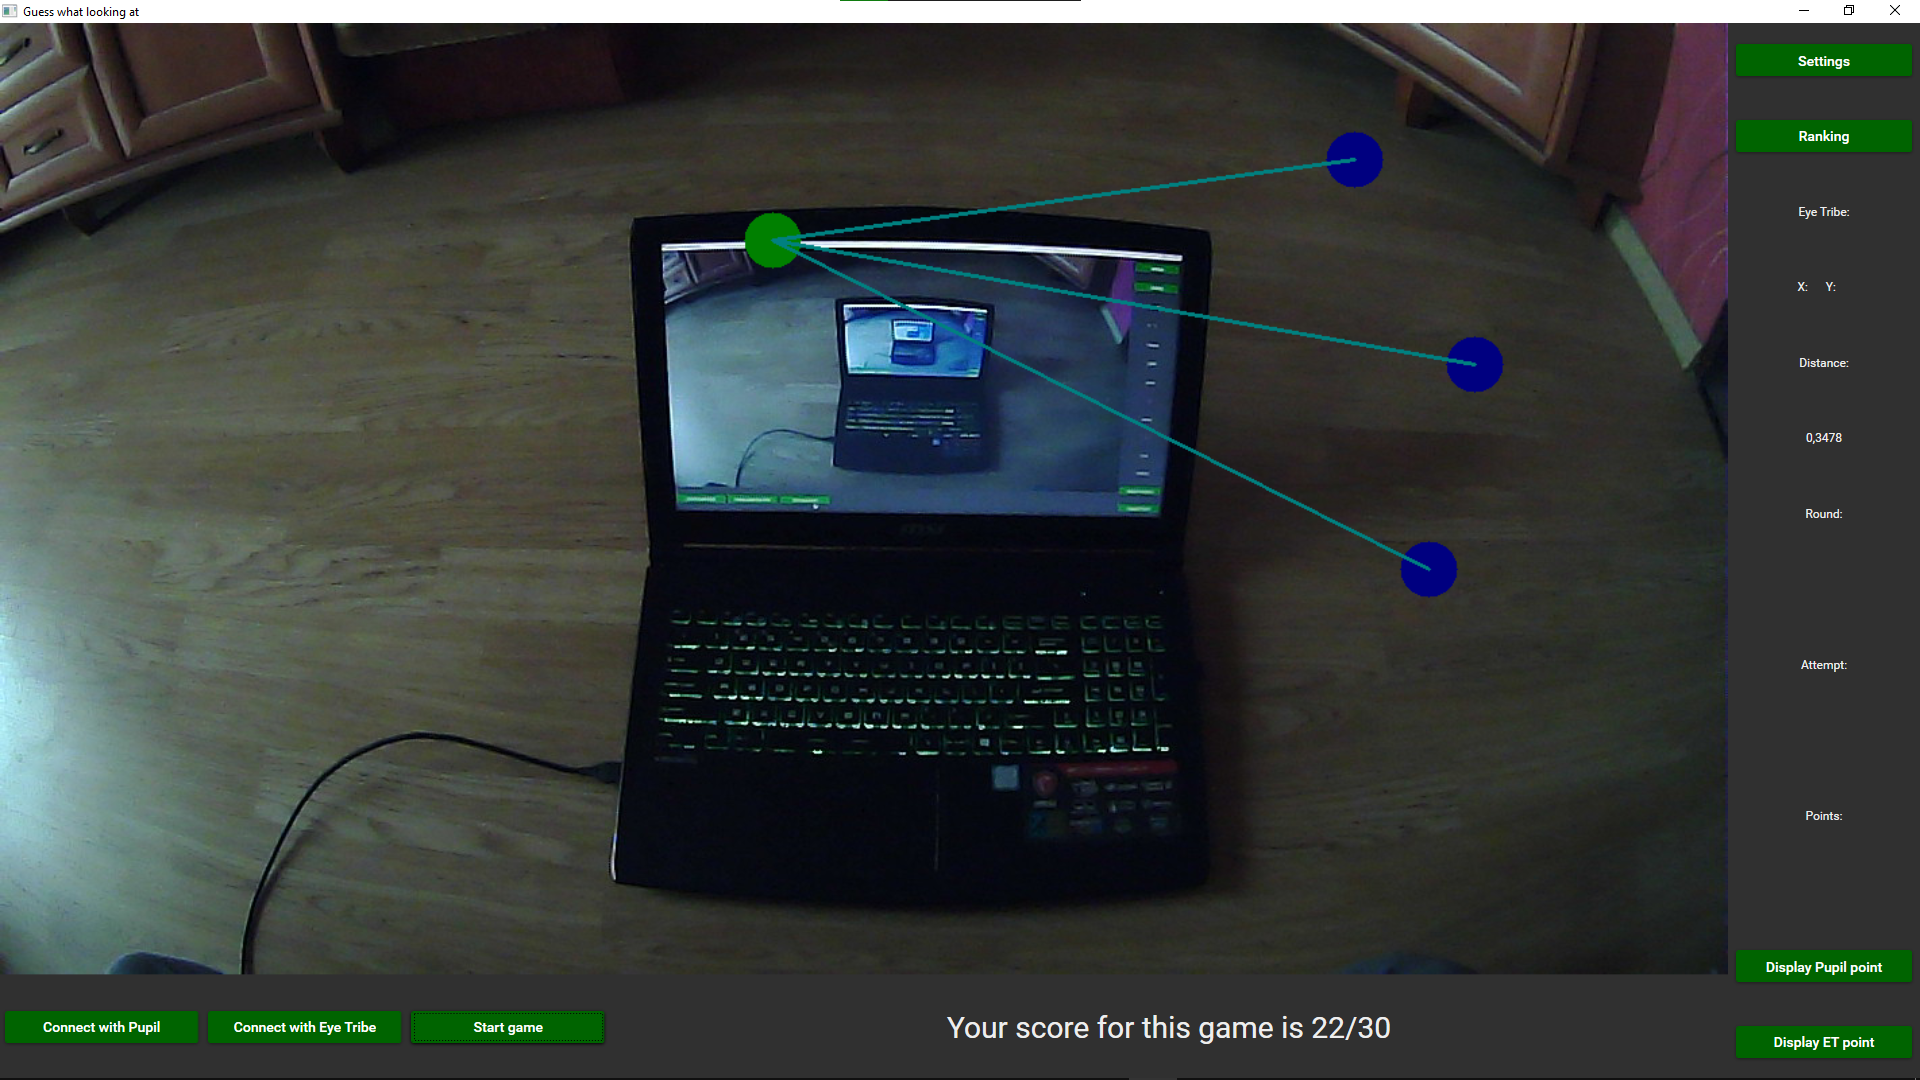 Guess what looking at
Settings
Ranking
Eye Tribe:
X: Y:
Distance:
0,3478
Round:
Attempt:
Points:
Display Pupil point
Connect with Pupil
Connect with Eye Tribe
Start game
Your score for this game is 22/30
Display ET point
msi